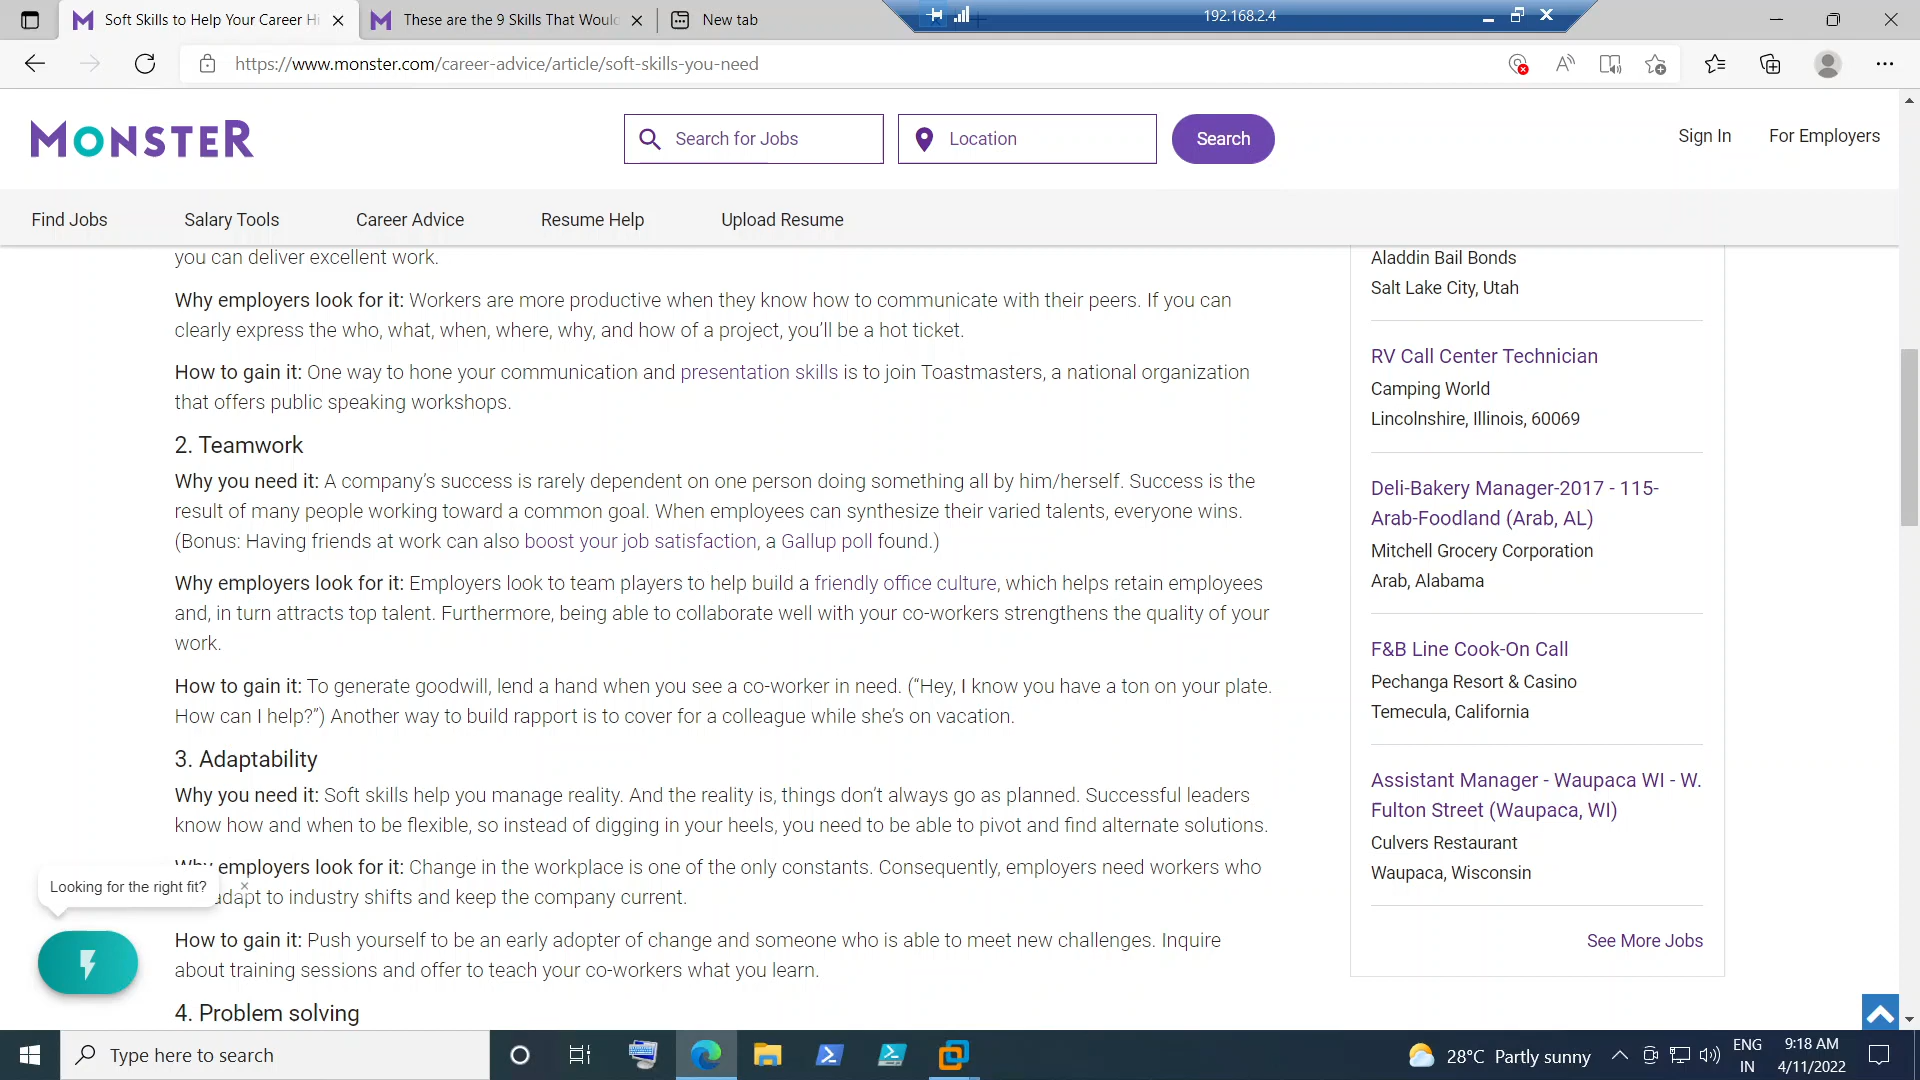 Soft Skills to Help Your Career Hi
These are the 9 Skills That Would
New tab
192.168.2.4
https://www.monster.com/career-advice/article/soft-skills-you-need
MONSTER
Search for Jobs
Location
Search
Sign In
For Employers
Find Jobs
Salary Tools
Career Advice
Resume Help
Upload Resume
you can deliver excellent work.
Why employers look for it: Workers are more productive when they know how to communicate with their peers. If you can
clearly express the who, what, when, where, why, and how of a project, you'll be a hot ticket.
How to gain it: One way to hone your communication and presentation skills is to join Toastmasters, a national organization
that offers public speaking workshops.
2. Teamwork
Why you need it: A company's success is rarely dependent on one person doing something all by him/herself. Success is the
result of many people working toward a common goal. When employees can synthesize their varied talents, everyone wins.
(Bonus: Having friends at work can also boost your job satisfaction, a Gallup poll found.)
Why employers look for it: Employers look to team players to help build a friendly office culture, which helps retain employees
and, in turn attracts top talent. Furthermore, being able to collaborate well with your co-workers strengthens the quality of your
work.
How to gain it: To generate goodwill, lend a hand when you see a co-worker in need. (“Hey, I know you have a ton on your plate.
How can I help?”) Another way to build rapport is to cover for a colleague while she's on vacation.
3. Adaptability
Why you need it: Soft skills help you manage reality. And the reality is, things don't always go as planned. Successful leaders
know how and when to be flexible, so instead of digging in your heels, you need to be able to pivot and find alternate solutions.
Why employers look for it: Change in the workplace is one of the only constants. Consequently, employers need workers who
adapt to industry shifts and keep the company current.
How to gain it: Push yourself to be an early adopter of change and someone who is able to meet new challenges. Inquire
about training sessions and offer to teach your co-workers what you learn.
4. Problem solving
Looking for the right fit?
Aladdin Bail Bonds
Salt Lake City, Utah
RV Call Center Technician
Camping World
Lincolnshire, Illinois, 60069
Deli-Bakery Manager-2017 - 115-
Arab-Foodland (Arab, AL)
Mitchell Grocery Corporation
Arab, Alabama
F&B Line Cook-On Call
Pechanga Resort & Casino
Temecula, California
Assistant Manager - Waupaca WI - W.
Fulton Street (Waupaca, WI)
Culvers Restaurant
Waupaca, Wisconsin
See More Jobs
Type here to search
28°C Partly sunny
ENG
IN
9:18 AM
4/11/2022